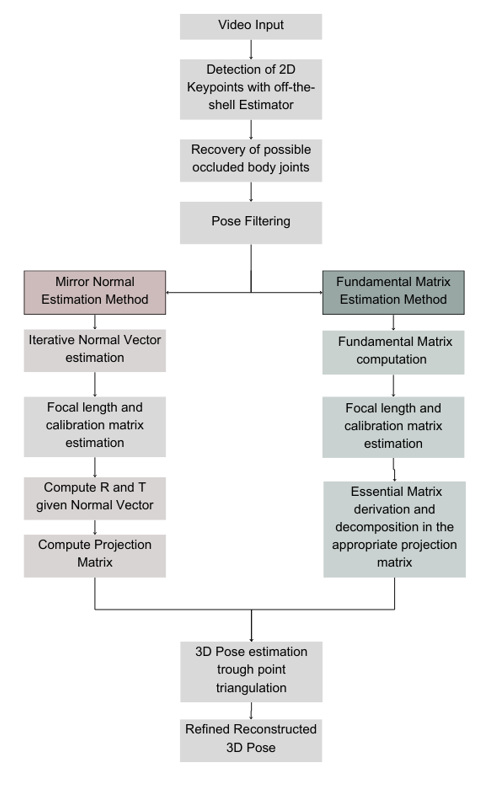 Video Input
Detection of 2D
Keypoints with off-the-
shell Estimator
Recovery of possible
occluded body joints
Pose Filtering
Mirror Normal
Estimation Method
Iterative Normal Vector
estimation
Focal length and
calibration matrix
estimation
Compute R and T
given Normal Vector
Compute Projection
Matrix
Fundamental Matrix
Estimation Method
Fundamental Matrix
computation
Focal length and
calibration matrix
estimation
Essential Matrix
derivation and
decomposition in the
appropriate projection
matrix
3D Pose estimation
trough point
triangulation
Refined Reconstructed
3D Pose